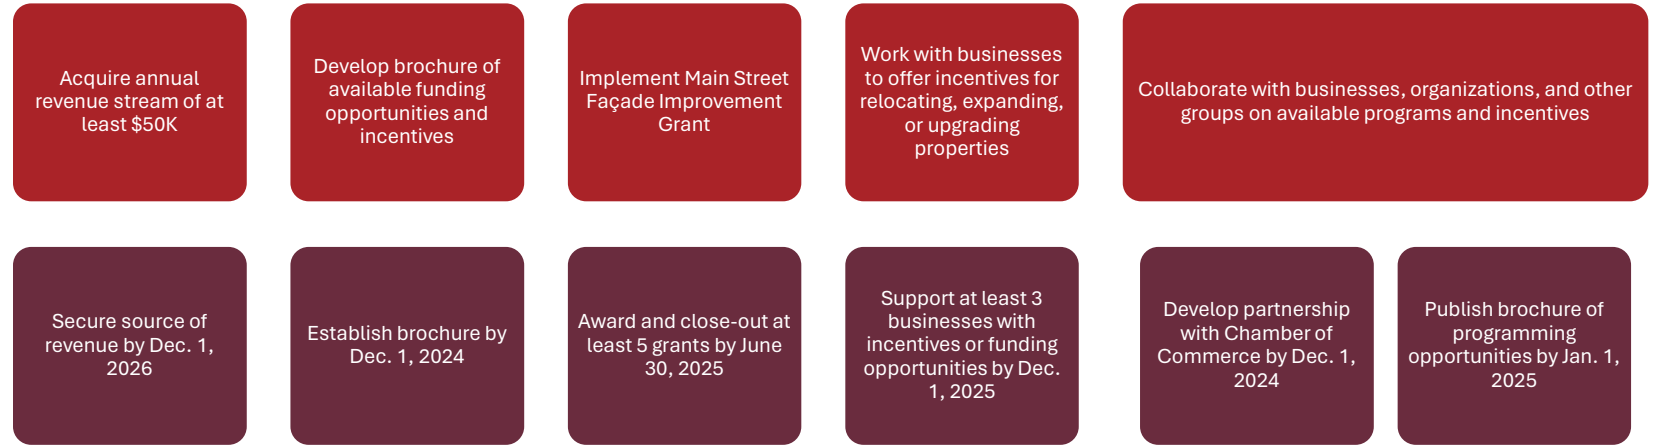 Acquire annual
revenue stream of at
least $50K
Develop brochure of
available funding
opportunities and
incentives
Implement Main Street
Façade Improvement
Grant
Work with businesses
to offer incentives for
relocating, expanding,
or upgrading
properties
Collaborate with businesses, organizations, and other
groups on available programs and incentives
Secure source of
revenue by Dec. 1,
2026
Establish brochure by
Dec. 1, 2024
Award and close-out at
least 5 grants by June
30, 2025
Support at least 3
businesses with
incentives or funding
opportunities by Dec.
1, 2025
Develop partnership
with Chamber of
Commerce by Dec. 1,
2024
Publish brochure of
programming
opportunities by Jan. 1,
2025